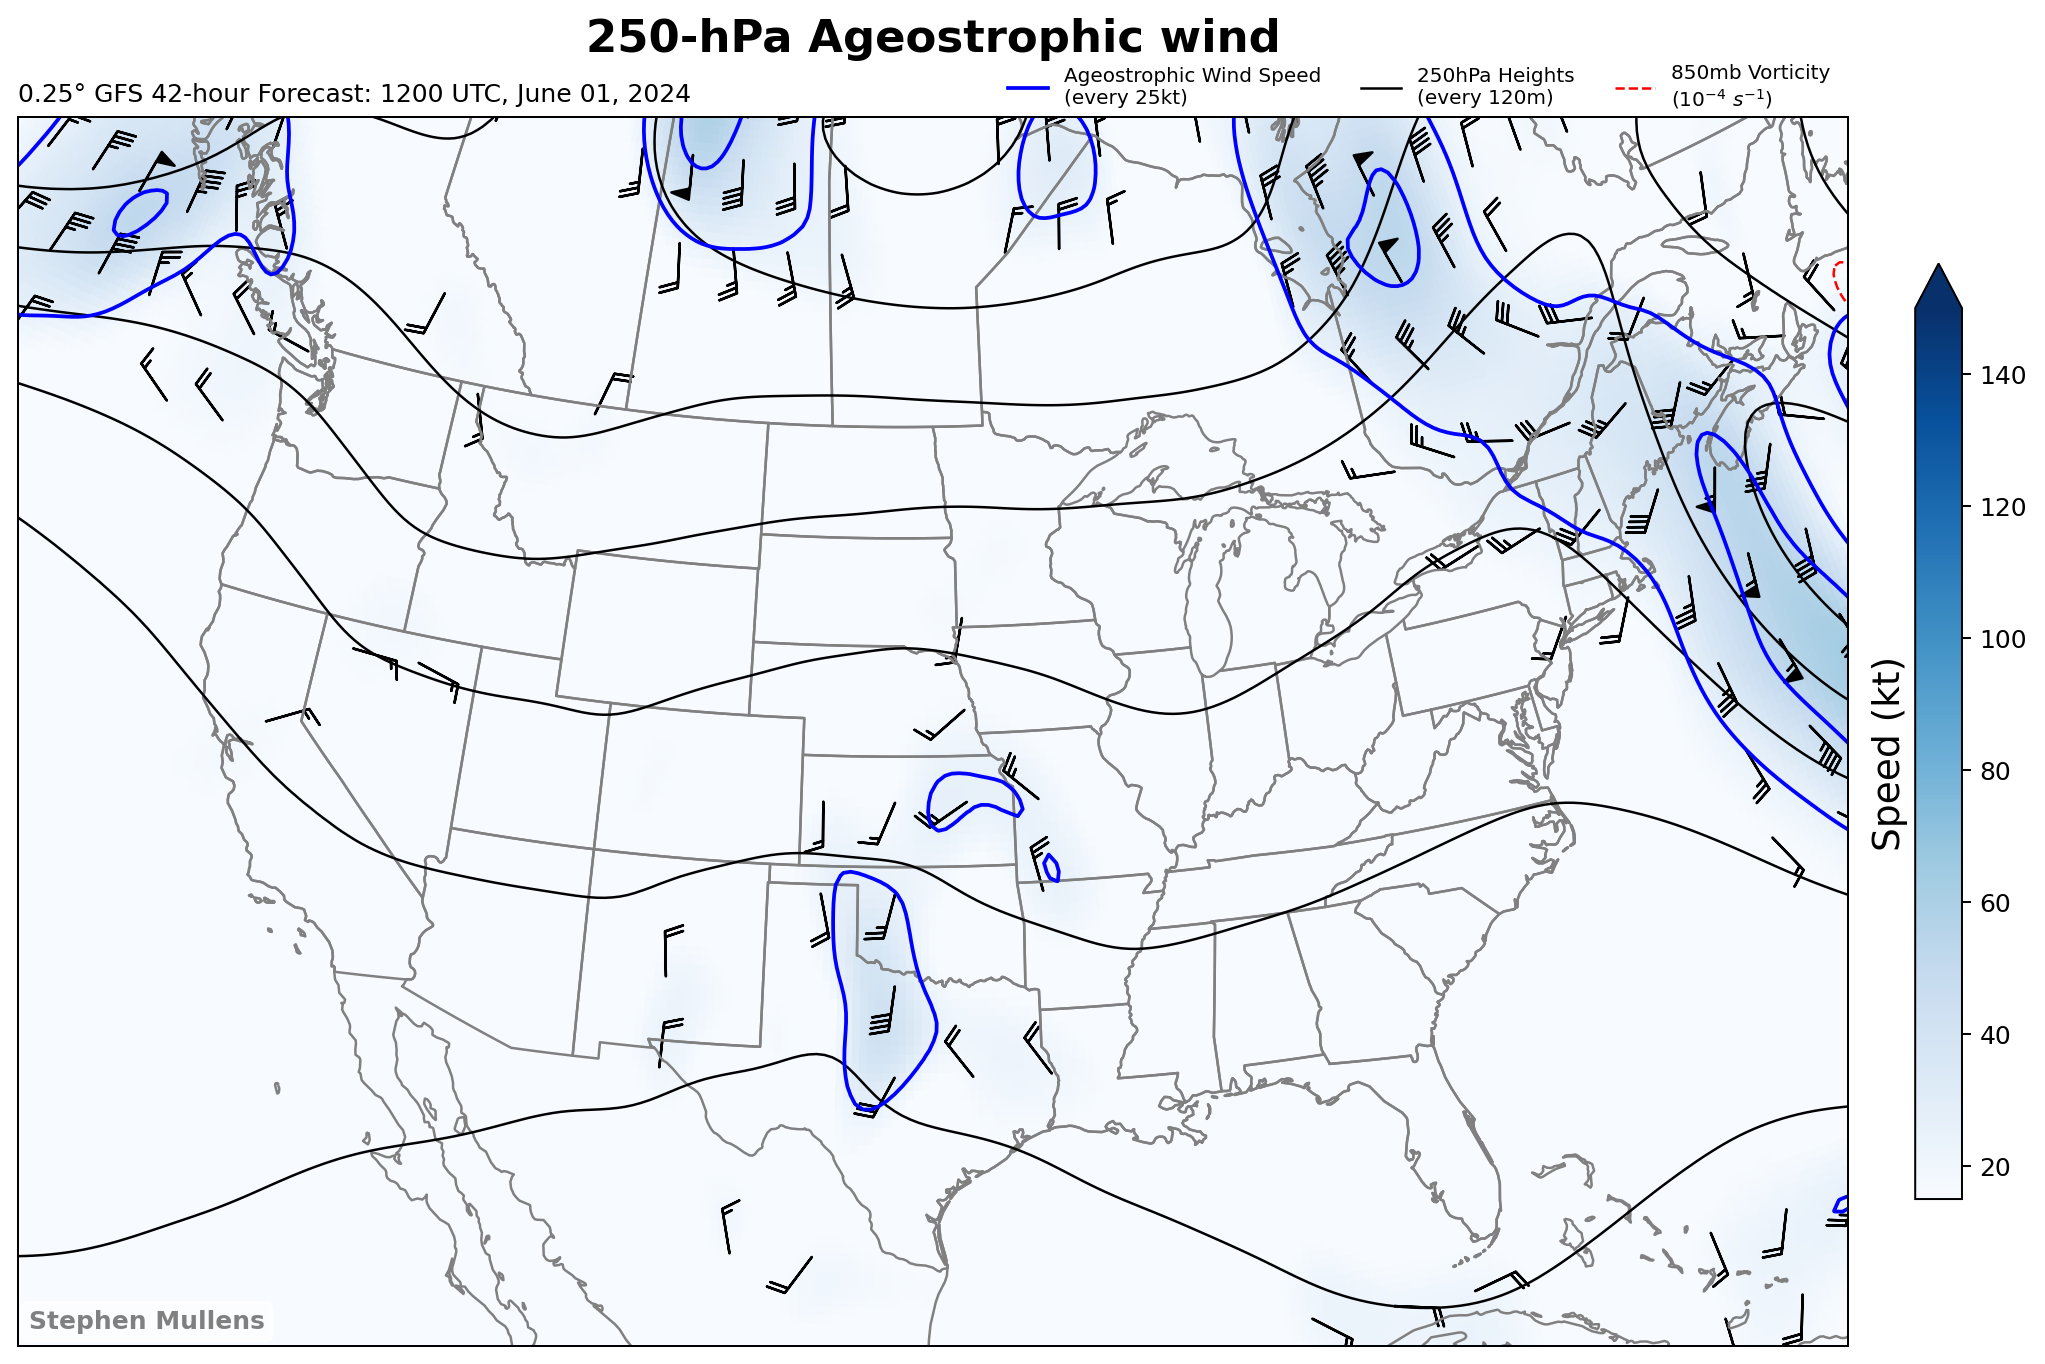 250-hPa Ageostrophic wind
0.25° GFS 42-hour Forecast: 1200 UTC, June 01, 2024
Ageostrophic Wind Speed
(every 25kt)
250hPa Heights
(every 120m)
850mb Vorticity
(10⁻⁴ s⁻¹)
140
120
100
80
60
40
20
Speed (kt)
Stephen Mullens